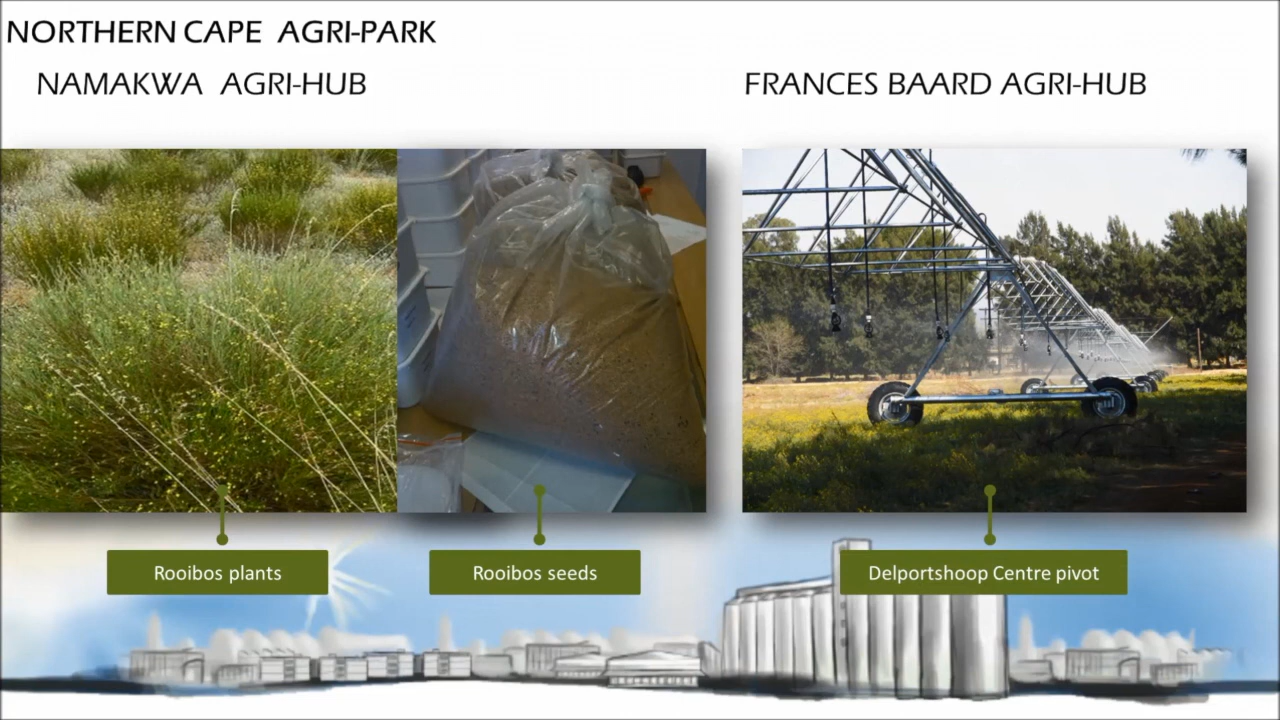 NORTHERN CAPE AGRI-PARK
NAMAKWA AGRI-HUB
FRANCES BAARD AGRI-HUB
Rooibos plants
Rooibos seeds
Delportshoop Centre pivot